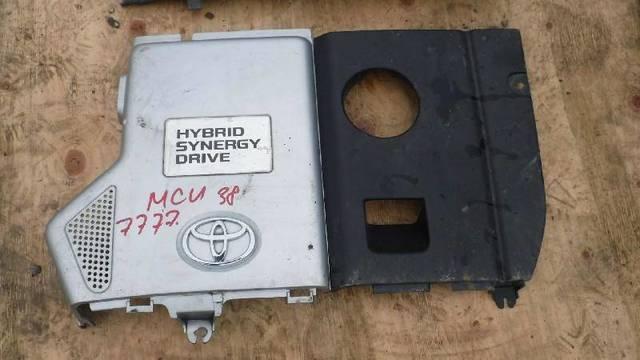 HYBRID
SYNERGY
DRIVE
MCU 38
7777